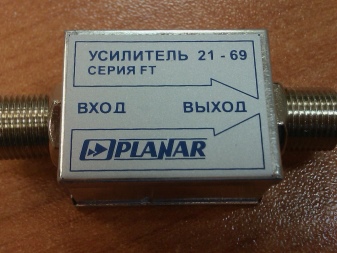 УСИЛИТЕЛЬ 21 - 69
СЕРИЯ FT
ВХОД ВЫХОД
PLANAR